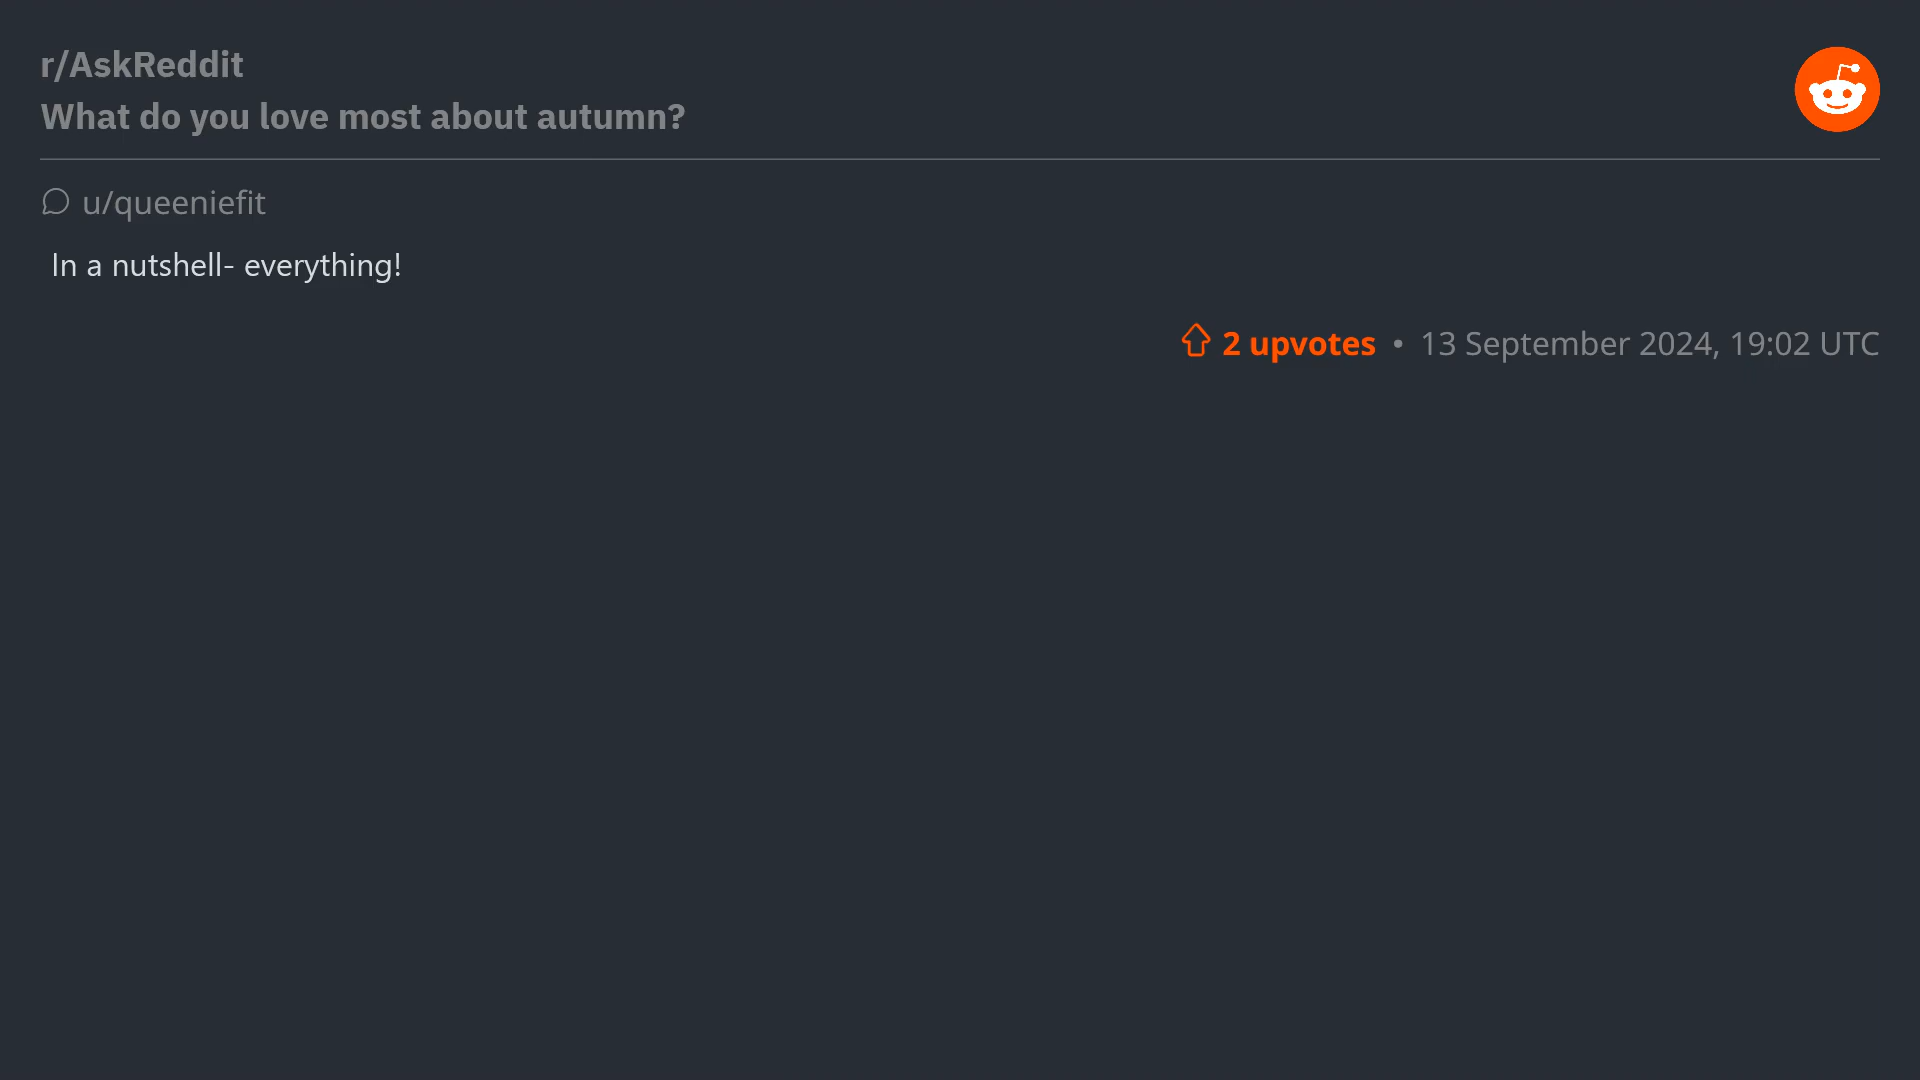 r/AskReddit
What do you love most about autumn?
u/queeniefit
In a nutshell- everything!
2 upvotes • 13 September 2024, 19:02 UTC